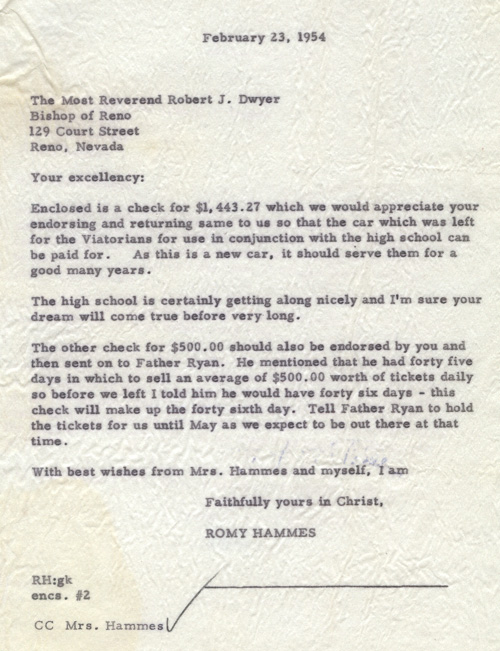 February 23, 1954
The Most Reverend Robert J. Dwyer
Bishop of Reno
129 Court Street
Reno, Nevada
Your excellency:
Enclosed is a check for $1,443.27 which we would appreciate your
endorsing and returning same to us so that the car which was left
for the Viatorians for use in conjunction with the high school can
be paid for. As this is a new car, it should serve them for a
good many years.
The high school is certainly getting along nicely and I'm sure your
dream will come true before very long.
The other check for $500.00 should also be endorsed by you and
then sent on to Father Ryan. He mentioned that he had forty five
days in which to sell an average of $500.00 worth of tickets daily
so before we left I told him he would have forty six days - this
check will make up the forty sixth day. Tell Father Ryan to hold
the tickets for us until May as we expect to be out there at that
time.
With best wishes from Mrs. Hammes and myself, I am
Faithfully yours in Christ,
ROMY HAMMES
RH:gk
encs. #2
CC Mrs. Hammes